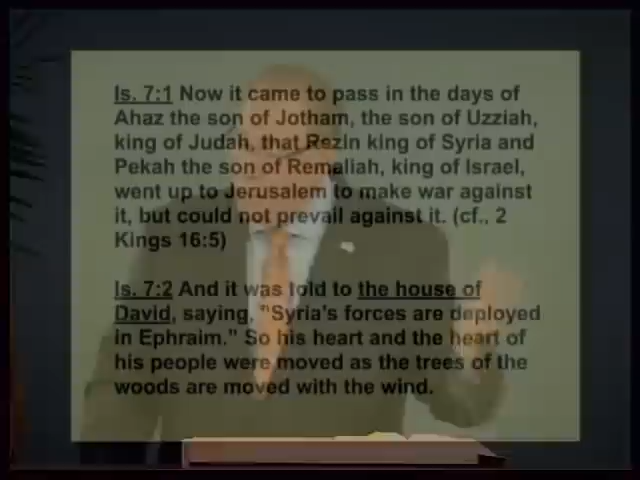 Is. 7:1 Now it came to pass in the days of
Ahaz the son of Jotham, the son of Uzziah,
king of Judah, that Rezin king of Syria and
Pekah the son of Remaliah, king of Israel,
went up to Jerusalem to make war against
it, but could not prevail against it. (cf., 2
Kings 16:5)
Is. 7:2 And it was told to the house of
David, saying, "Syria's forces are deployed
in Ephraim." So his heart and the heart of
his people were moved as the trees of the
woods are moved with the wind.